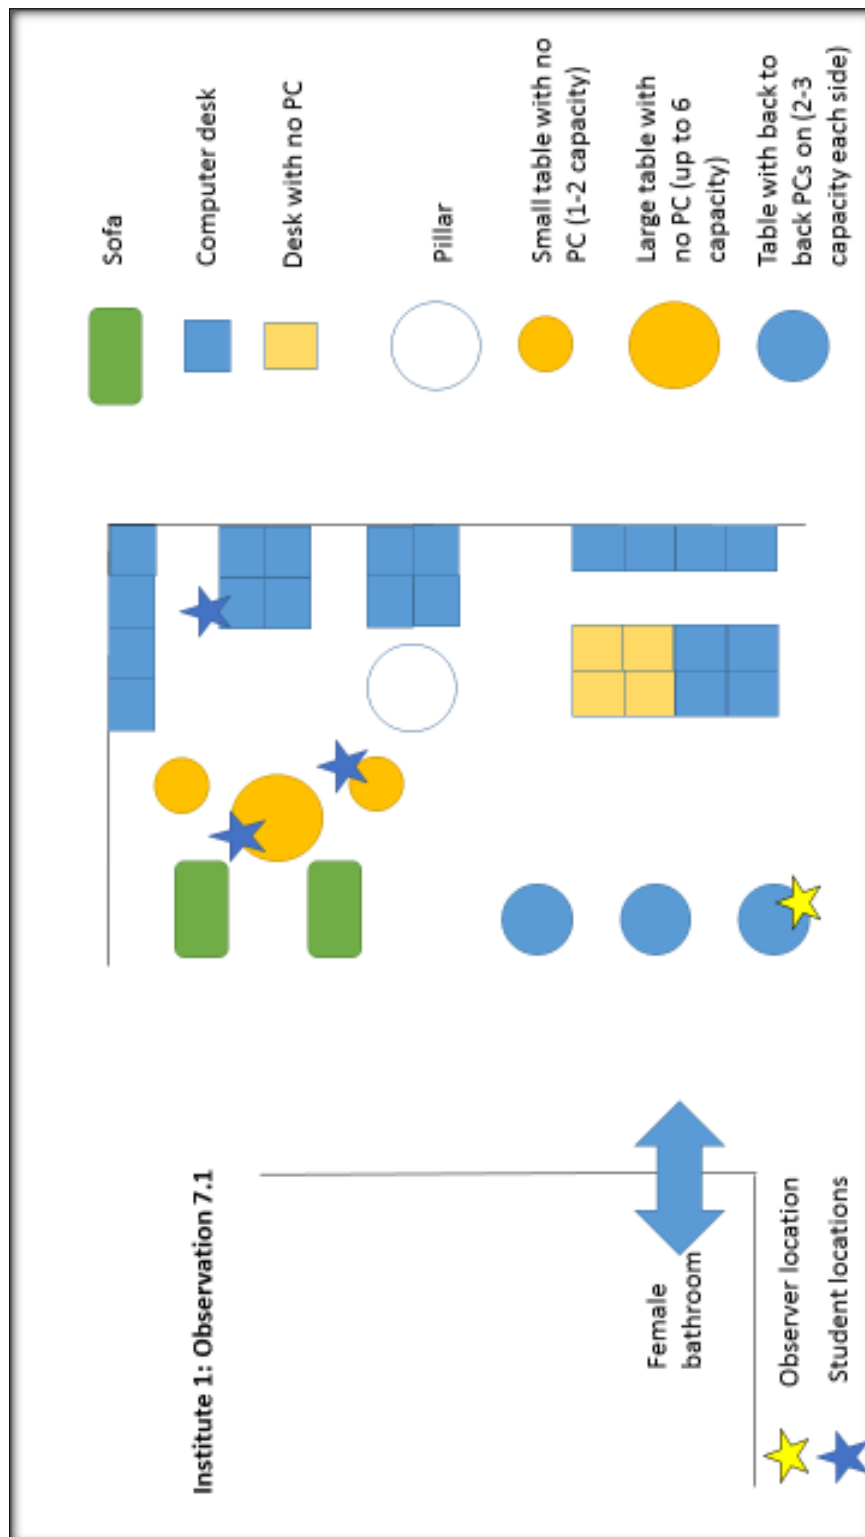 Institute 1: Observation 7.1
Female
bathroom
Observer location
Student locations
Sofa
Computer desk
Desk with no PC
Pillar
Small table with no
PC (1-2 capacity)
Large table with
no PC (up to 6
capacity)
Table with back to
back PCs on (2-3
capacity each side)